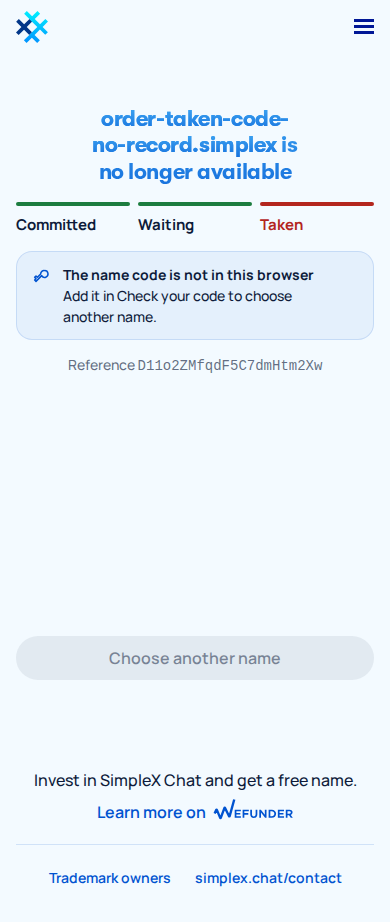 order-taken-code-
no-record.simplex is
no longer available
Committed
Waiting
Taken
The name code is not in this browser
Add it in Check your code to choose
another name.
Reference D11o2ZMfqdF5C7dmHtm2Xw
Choose another name
Invest in SimpleX Chat and get a free name.
Learn more on WEFUNDER
Trademark owners
simplex.chat/contact